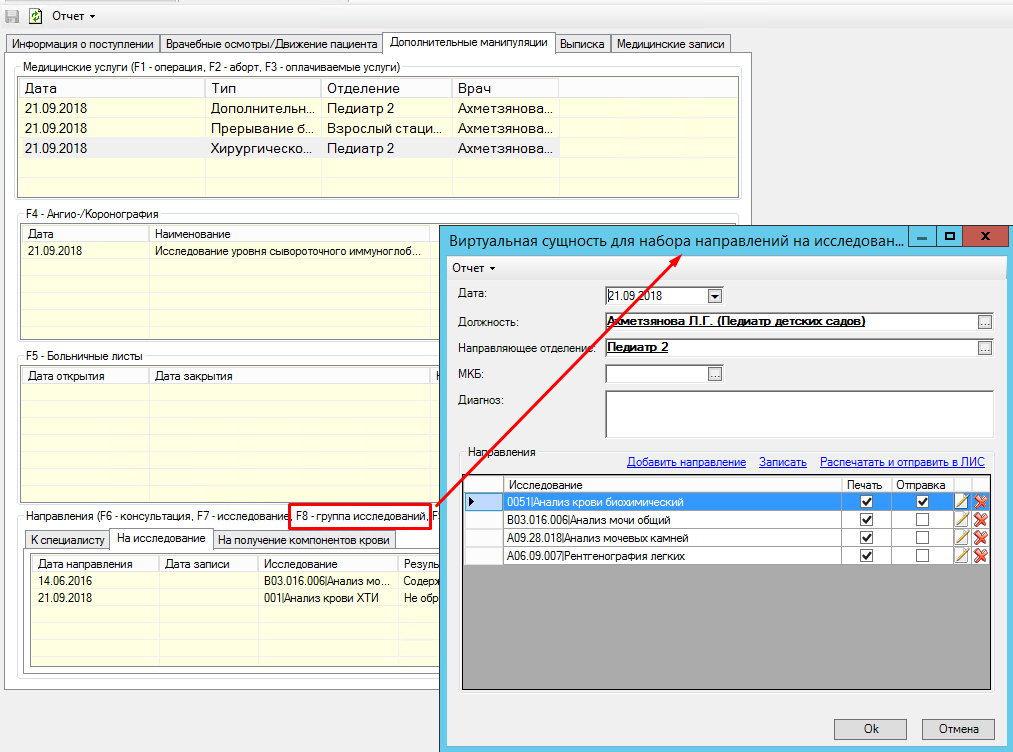 Отчет
Информация о поступлении Врачебные осмотры/Движение пациента Дополнительные манипуляции Выписка Медицинские записи
Медицинские услуги (F1 - операция, F2 - аборт, F3 - оплачиваемые услуги)
Дата Тип Отделение Врач
21.09.2018 Дополнительн... Педиатр 2 Ахметзянова...
21.09.2018 Прерывание б... Взрослый стаци... Ахметзянова...
21.09.2018 Хирургическо... Педиатр 2 Ахметзянова...
F4 - Ангио-/Коронография
Дата Наименование
21.09.2018 Исследование уровня сывороточного иммуноглоб...
F5 - Больничные листы
Дата открытия Дата закрытия
Направления (F6 - консультация, F7 - исследование, F8 - группа исследований,
К специалисту На исследование На получение компонентов крови
Дата направления Дата записи Исследование Резуль
14.06.2016 B03.016.006|Анализ мо... Содерж
21.09.2018 001|Анализ крови ХТИ Не обр
Виртуальная сущность для набора направлений на исследован...
Отчет
Дата: 21.09.2018
Должность: Ахметзянова Л.Г. (Педиатр детских садов)
Направляющее отделение: Педиатр 2
МКБ:
Диагноз:
Направления
Добавить направление Записать Распечатать и отправить в ЛИС
Исследование Печать Отправка
0051|Анализ крови биохимический
B03.016.006|Анализ мочи общий
A09.28.018|Анализ мочевых камней
A06.09.007|Рентгенография легких
Ok Отмена